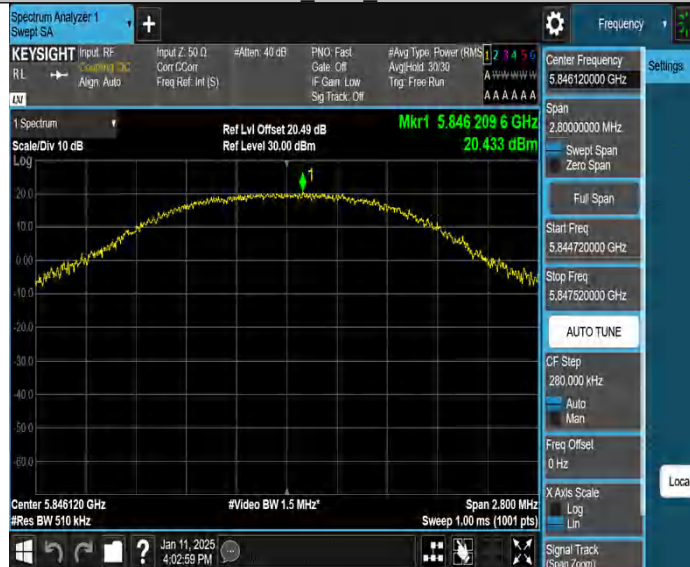 Spectrum Analyzer 1
Swept SA
Frequency
KEYSIGHT
Input: RF
Coupling: DC
Align: Auto
Input Z: 50 Ω
Corr CCorr
Freq Ref: Int (S)
#Atten: 40 dB
PNO: Fast
Gate: Off
IF Gain: Low
Sig Track: Off
#Avg Type: Power (RMS
Avg|Hold: 30/30
Trig: Free Run
1 2 3 4 5 6
A W W W W W
A A A A A A
RL
LXI
1 Spectrum
Scale/Div 10 dB
Ref Lvl Offset 20.49 dB
Ref Level 30.00 dBm
Mkr1 5.846 209 6 GHz
20.433 dBm
Log
1
20.0
10.0
0.00
-10.0
-20.0
-30.0
-40.0
-50.0
-60.0
Center 5.846120 GHz
#Res BW 510 kHz
#Video BW 1.5 MHz*
Span 2.800 MHz
Sweep 1.00 ms (1001 pts)
Jan 11, 2025
4:02:59 PM
Center Frequency
5.846120000 GHz
Settings
Span
2.80000000 MHz
Swept Span
Zero Span
Full Span
Start Freq
5.844720000 GHz
Stop Freq
5.847520000 GHz
AUTO TUNE
CF Step
280.000 kHz
Auto
Man
Freq Offset
0 Hz
X Axis Scale
Log
Lin
Loca
Signal Track
(Span Zoom)